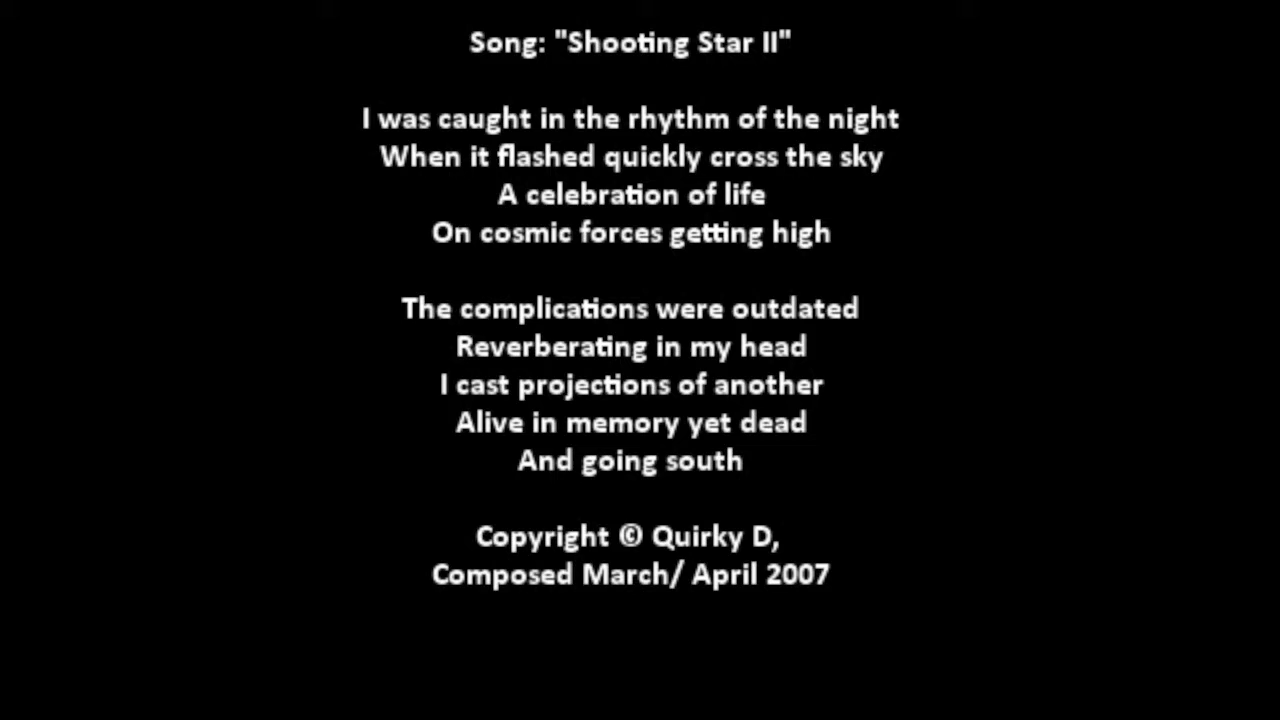 Song: "Shooting Star II"
I was caught in the rhythm of the night
When it flashed quickly cross the sky
A celebration of life
On cosmic forces getting high
The complications were outdated
Reverberating in my head
I cast projections of another
Alive in memory yet dead
And going south
Copyright © Quirky D,
Composed March/ April 2007